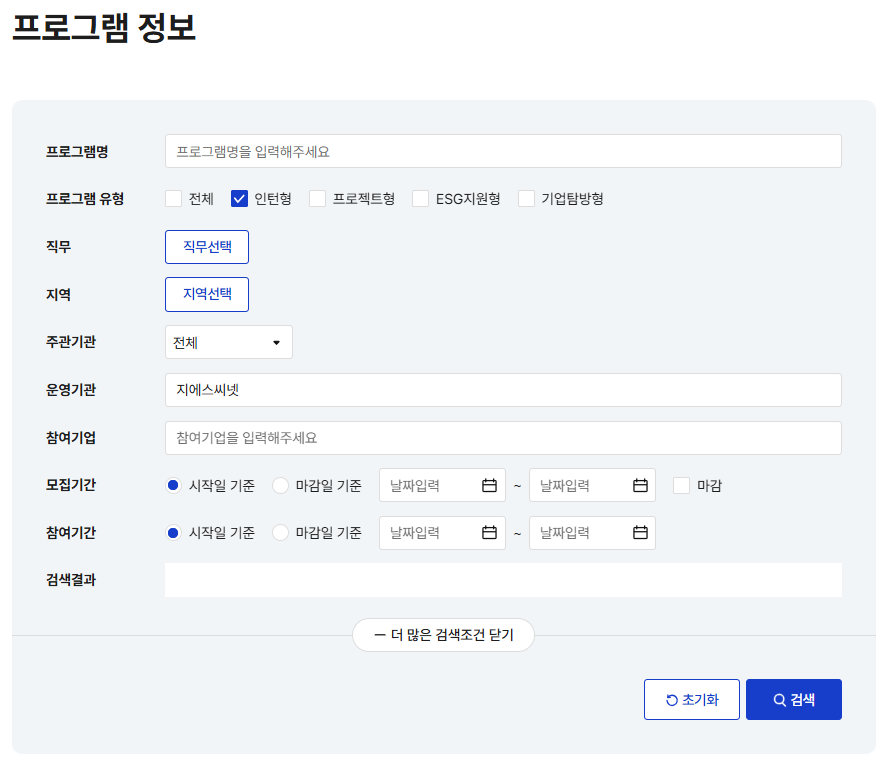 프로그램 정보
프로그램명 프로그램명을 입력해주세요
프로그램 유형 전체 인턴형 프로젝트형 ESG지원형 기업탐방형
직무 직무선택
지역 지역선택
주관기관 전체
운영기관 지에스씨넷
참여기업 참여기업을 입력해주세요
모집기간 시작일 기준 마감일 기준 날짜입력 ~ 날짜입력 마감
참여기간 시작일 기준 마감일 기준 날짜입력 ~ 날짜입력
검색결과
더 많은 검색조건 닫기
초기화 검색